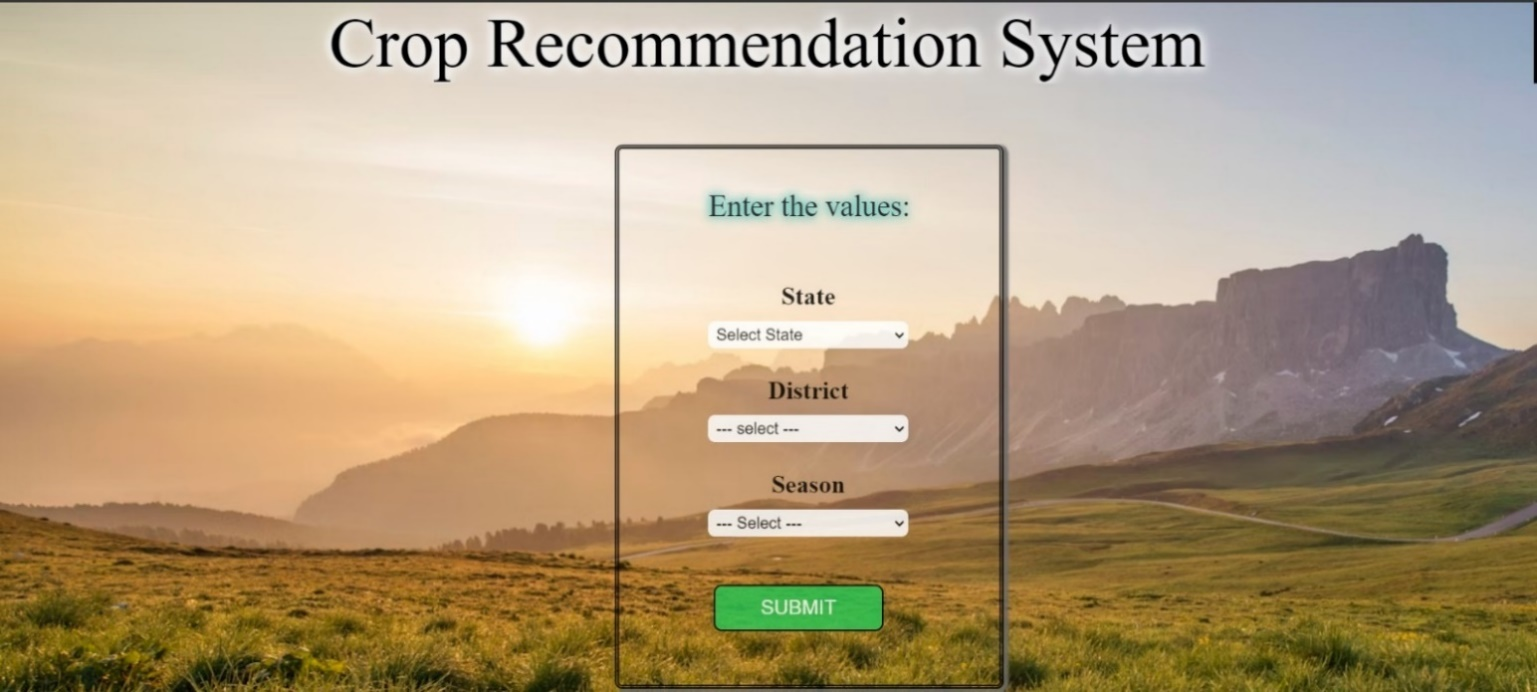 Crop Recommendation System
Enter the values:
State
Select State
District
--- select ---
Season
--- Select ---
SUBMIT